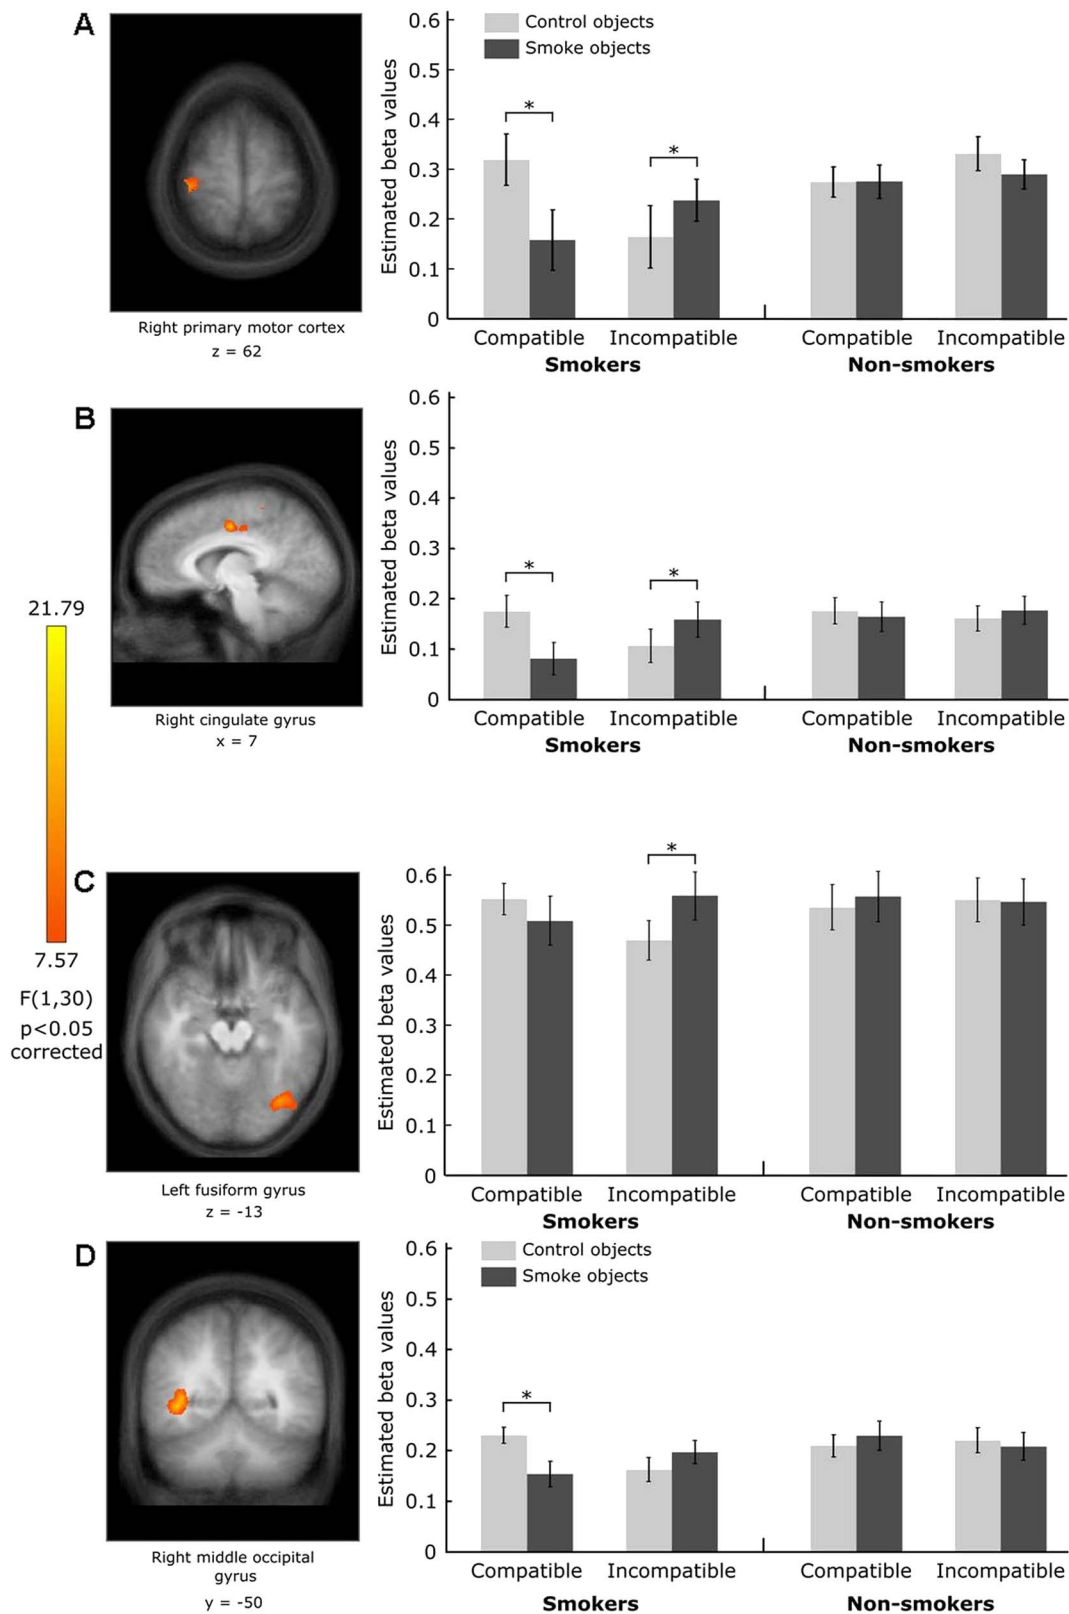 A
0.6
0.5
0.4
0.3
0.2
0.1
0
Estimated beta values
Control objects
Smoke objects
*
*
Right primary motor cortex
z = 62
Compatible
Incompatible
Compatible
Incompatible
Smokers
Non-smokers
B
0.6
0.5
0.4
0.3
0.2
0.1
0
Estimated beta values
*
*
Right cingulate gyrus
x = 7
Compatible
Incompatible
Compatible
Incompatible
Smokers
Non-smokers
21.79
7.57
F(1,30)
p<0.05
corrected
C
0.6
0.5
0.4
0.3
0.2
0.1
0
Estimated beta values
*
Left fusiform gyrus
z = -13
Compatible
Incompatible
Compatible
Incompatible
Smokers
Non-smokers
D
0.6
0.5
0.4
0.3
0.2
0.1
0
Estimated beta values
Control objects
Smoke objects
*
Right middle occipital
gyrus
y = -50
Compatible
Incompatible
Compatible
Incompatible
Smokers
Non-smokers